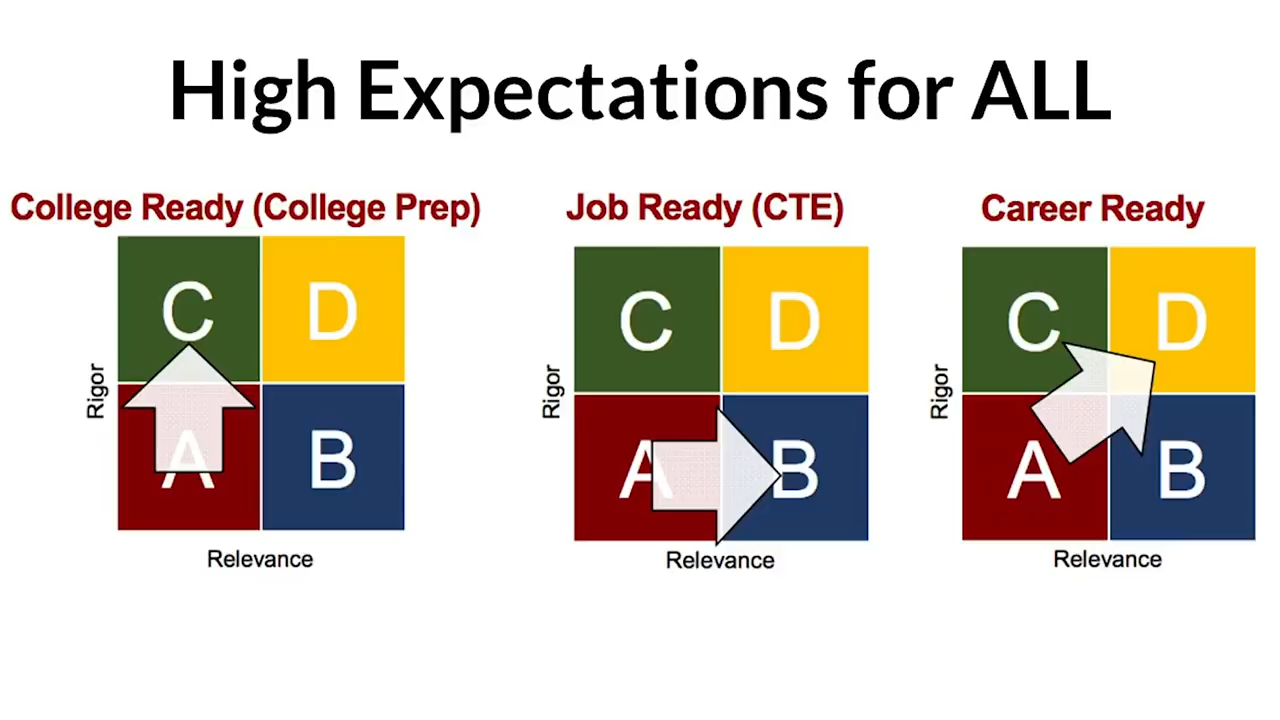 High Expectations for ALL
College Ready (College Prep)
C D
A B
Rigor
Relevance
Job Ready (CTE)
C D
A B
Rigor
Relevance
Career Ready
C D
A B
Rigor
Relevance